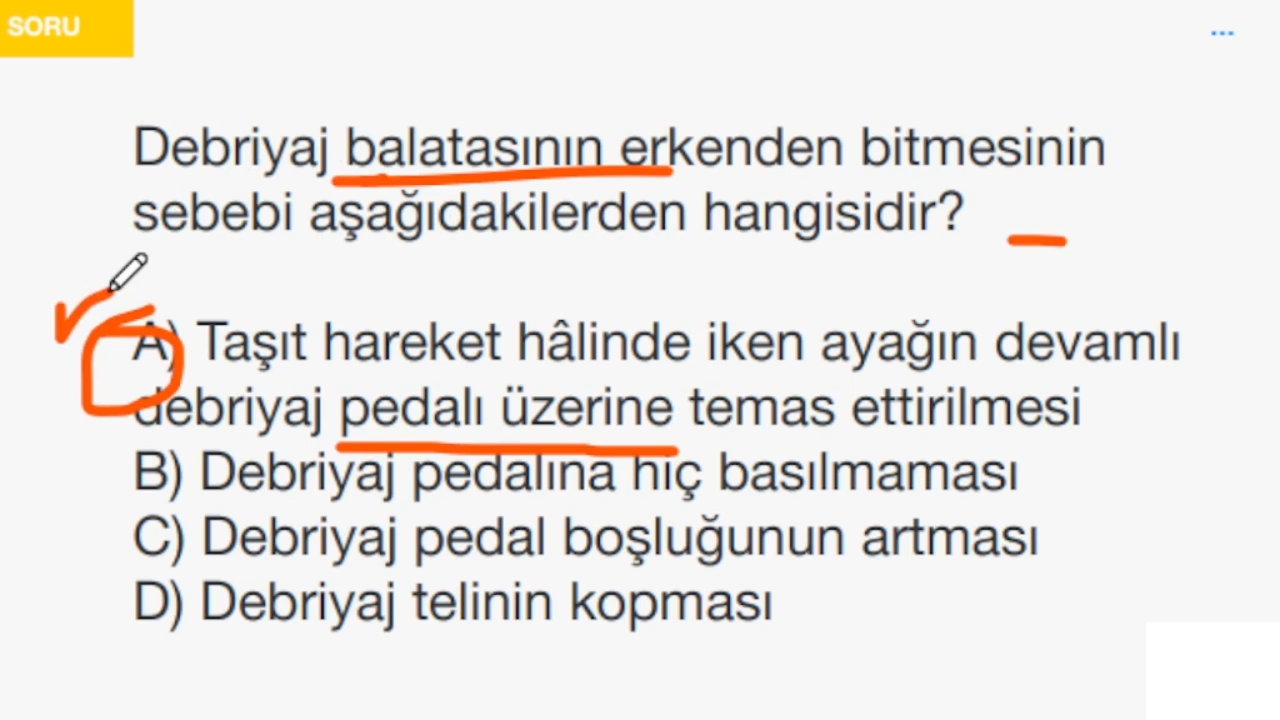 SORU
Debriyaj balatasının erkenden bitmesinin
sebebi aşağıdakilerden hangisidir?
A) Taşıt hareket hâlinde iken ayağın devamlı
debriyaj pedalı üzerine temas ettirilmesi
B) Debriyaj pedalına hiç basılmaması
C) Debriyaj pedal boşluğunun artması
D) Debriyaj telinin kopması